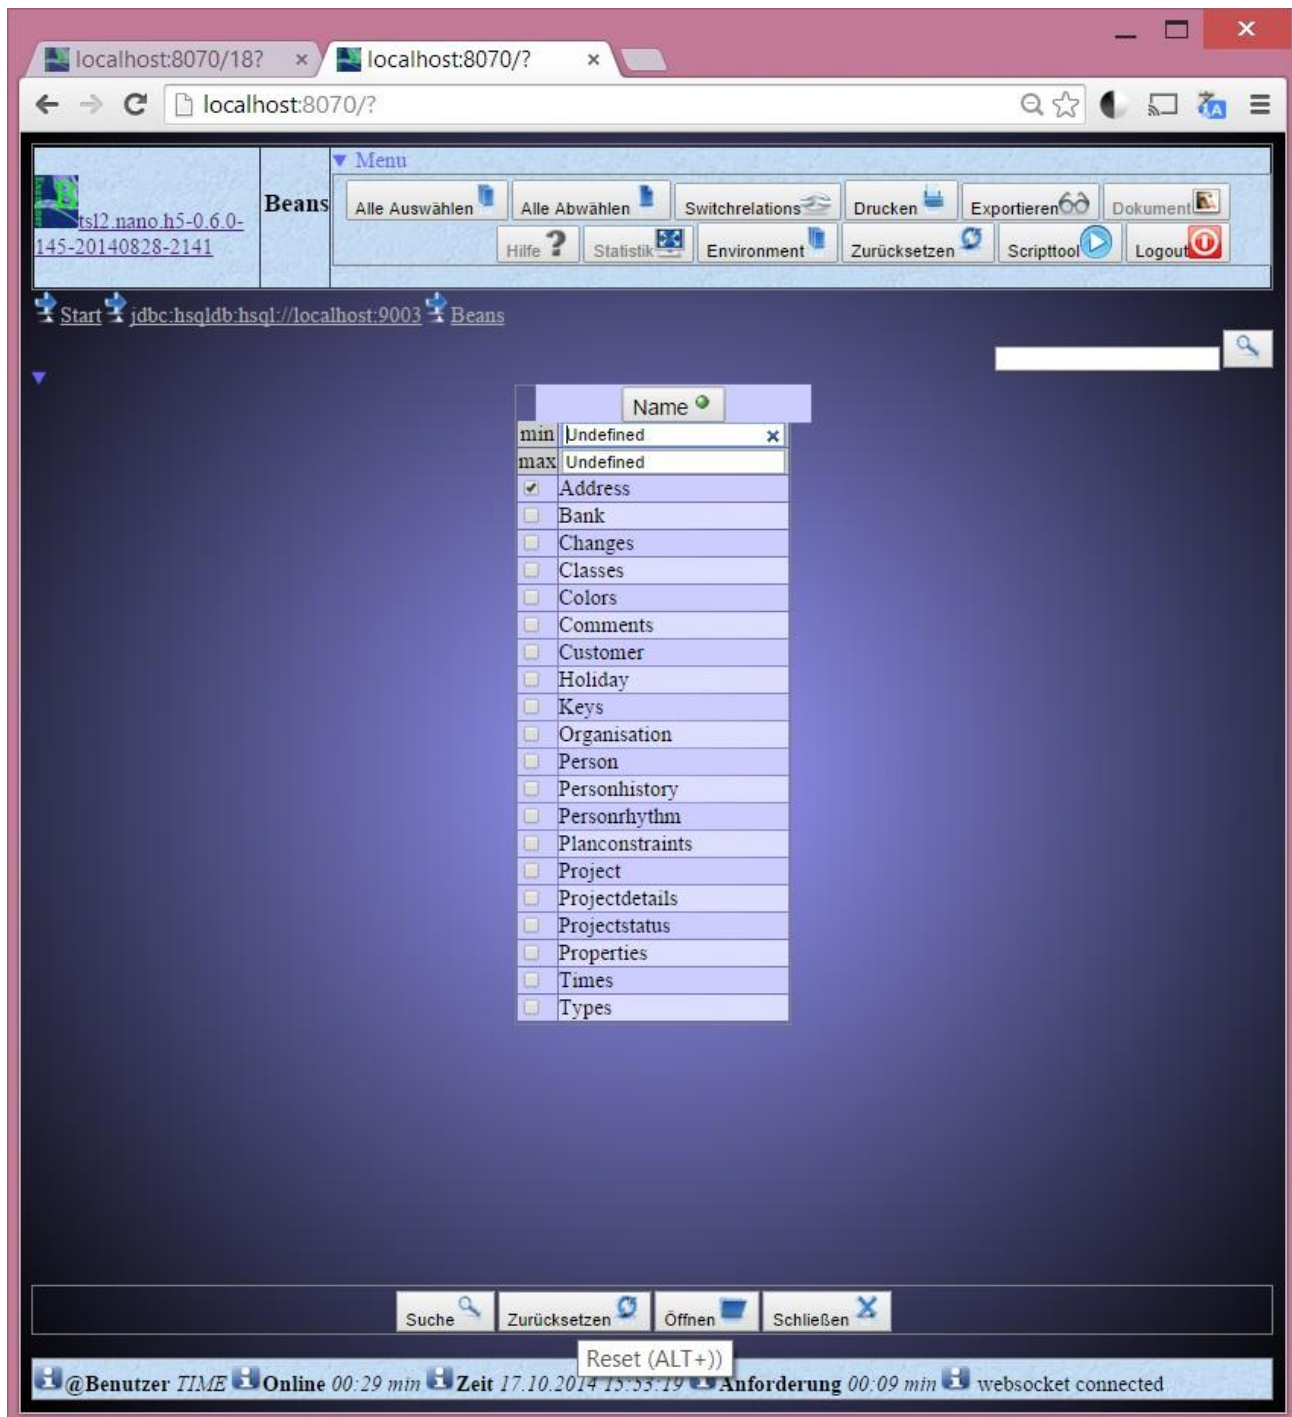 localhost:8070/18?
localhost:8070/?
localhost:8070/?
Menu
tsl2.nano.h5-0.6.0-
145-20140828-2141
Beans
Alle Auswählen Alle Abwählen Switchrelations Drucken Exportieren Dokument
Hilfe Statistik Environment Zurücksetzen Scripttool Logout
Start jdbc:hsqldb:hsql://localhost:9003 Beans
Name
min Undefined
max Undefined
Address
Bank
Changes
Classes
Colors
Comments
Customer
Holiday
Keys
Organisation
Person
Personhistory
Personrhythm
Planconstraints
Project
Projectdetails
Projectstatus
Properties
Times
Types
Suche Zurücksetzen Öffnen Schließen
Reset (ALT+))
@Benutzer TIME Online 00:29 min Zeit 17.10.2014 15:53:19 Anforderung 00:09 min websocket connected